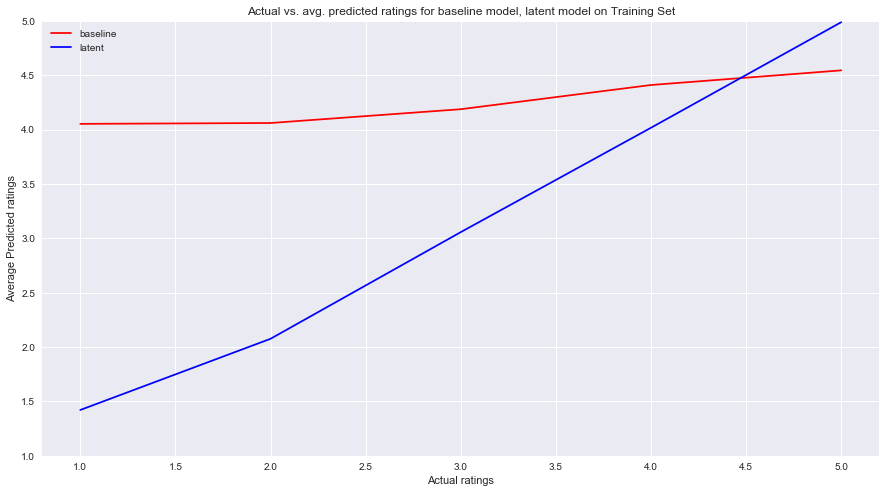 Actual vs. avg. predicted ratings for baseline model, latent model on Training Set
baseline
latent
Average Predicted ratings
5.0
4.5
4.0
3.5
3.0
2.5
2.0
1.5
1.0
1.0 1.5 2.0 2.5 3.0 3.5 4.0 4.5 5.0
Actual ratings